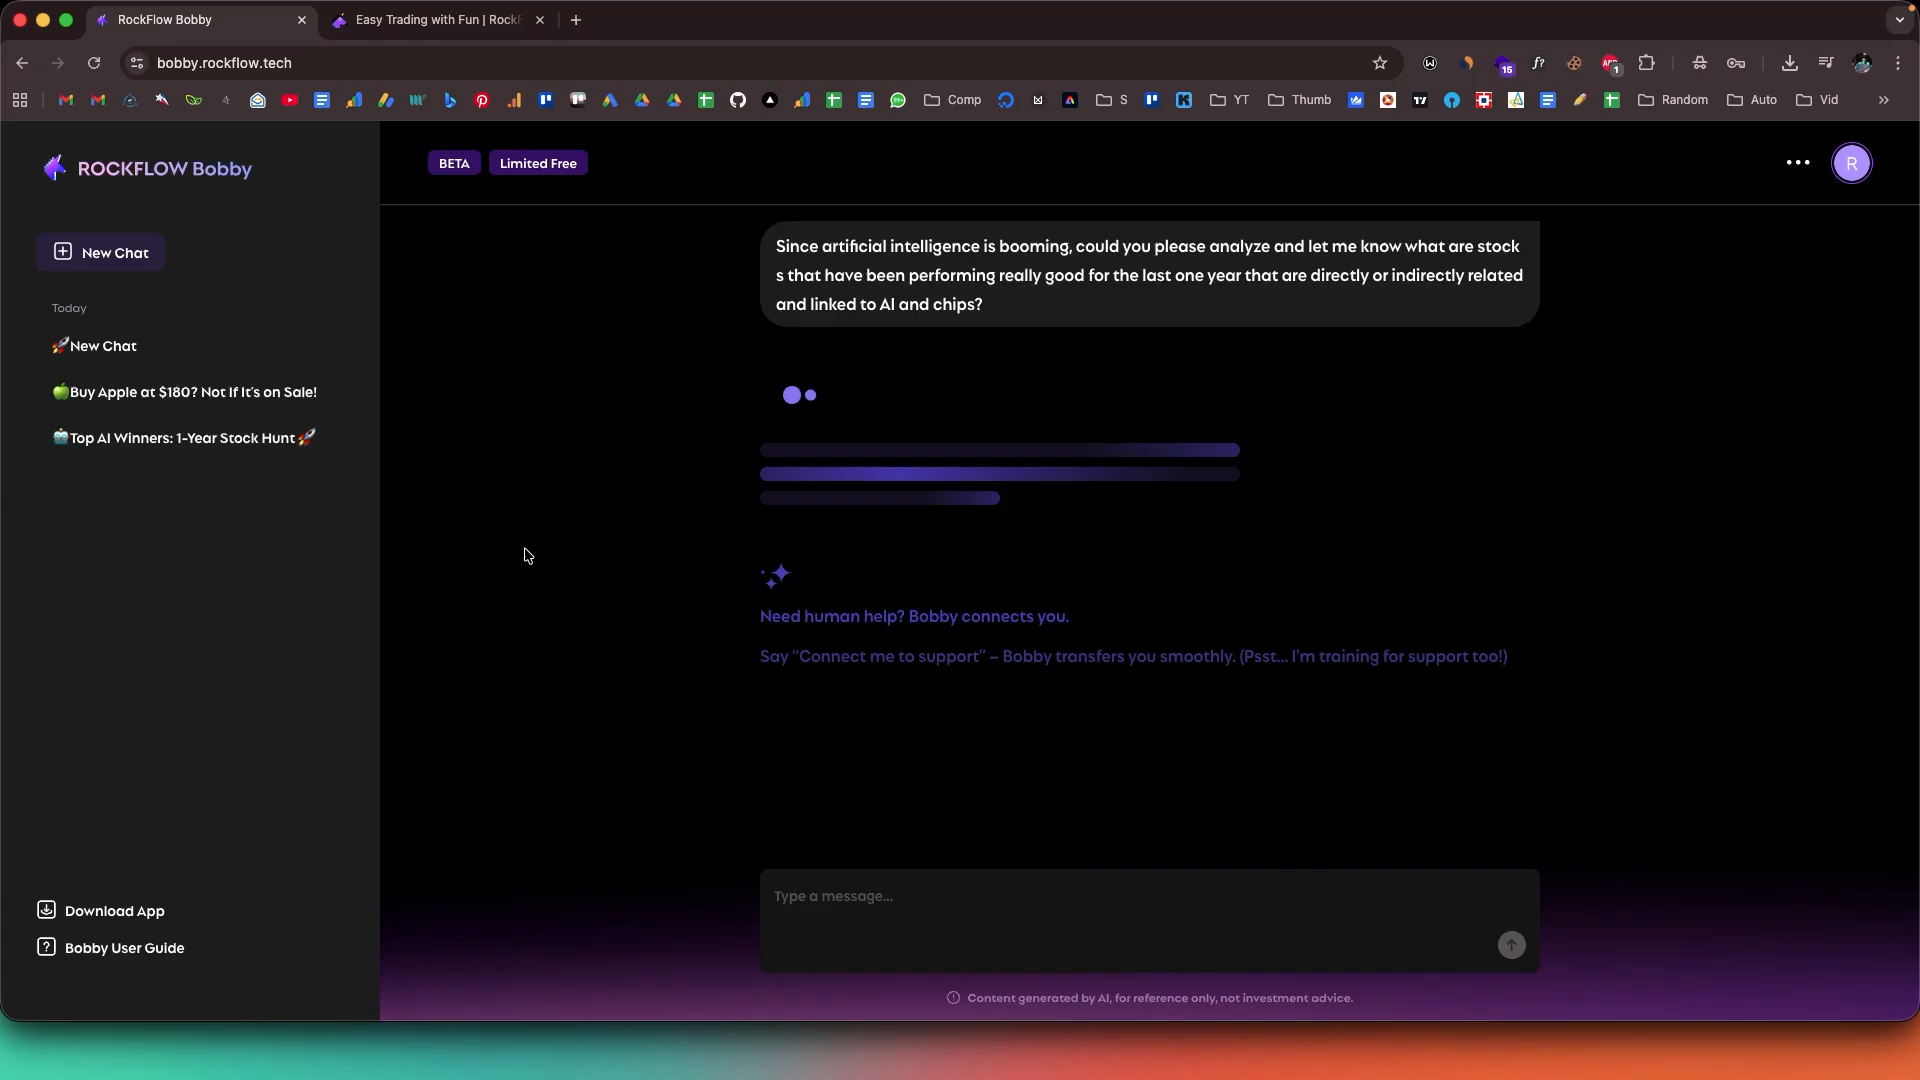 RockFlow Bobby
Easy Trading with Fun | RockF
bobby.rockflow.tech
15
f?
1
Comp
S
YT
Thumb
Random
Auto
Vid
ROCKFLOW Bobby
New Chat
Today
🚀New Chat
🍏Buy Apple at $180? Not If It's on Sale!
🤖Top AI Winners: 1-Year Stock Hunt🚀
Download App
Bobby User Guide
BETA
Limited Free
R
Since artificial intelligence is booming, could you please analyze and let me know what are stock
s that have been performing really good for the last one year that are directly or indirectly related
and linked to AI and chips?
Need human help? Bobby connects you.
Say “Connect me to support” – Bobby transfers you smoothly. (Psst... I'm training for support too!)
Type a message...
Content generated by AI, for reference only, not investment advice.